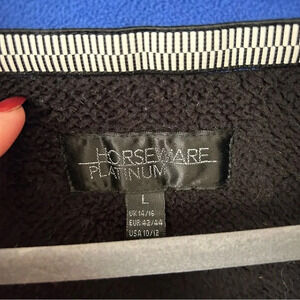 HORSEWARE
PLATINUM
L
UK 14/16
EUR 42/44
USA 10/12